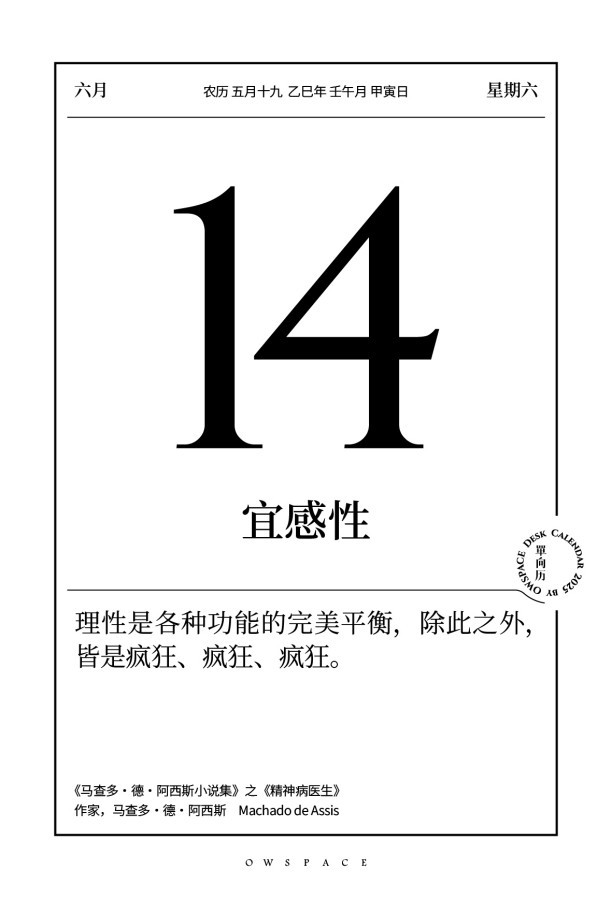 六月
农历 五月十九 乙巳年 壬午月 甲寅日
星期六
14
宜感性
DESK CALENDAR 2025 BY OWSPACE
單向历
理性是各种功能的完美平衡，除此之外，
皆是疯狂、疯狂、疯狂。
《马查多·德·阿西斯小说集》之《精神病医生》
作家，马查多·德·阿西斯 Machado de Assis
OWSPACE